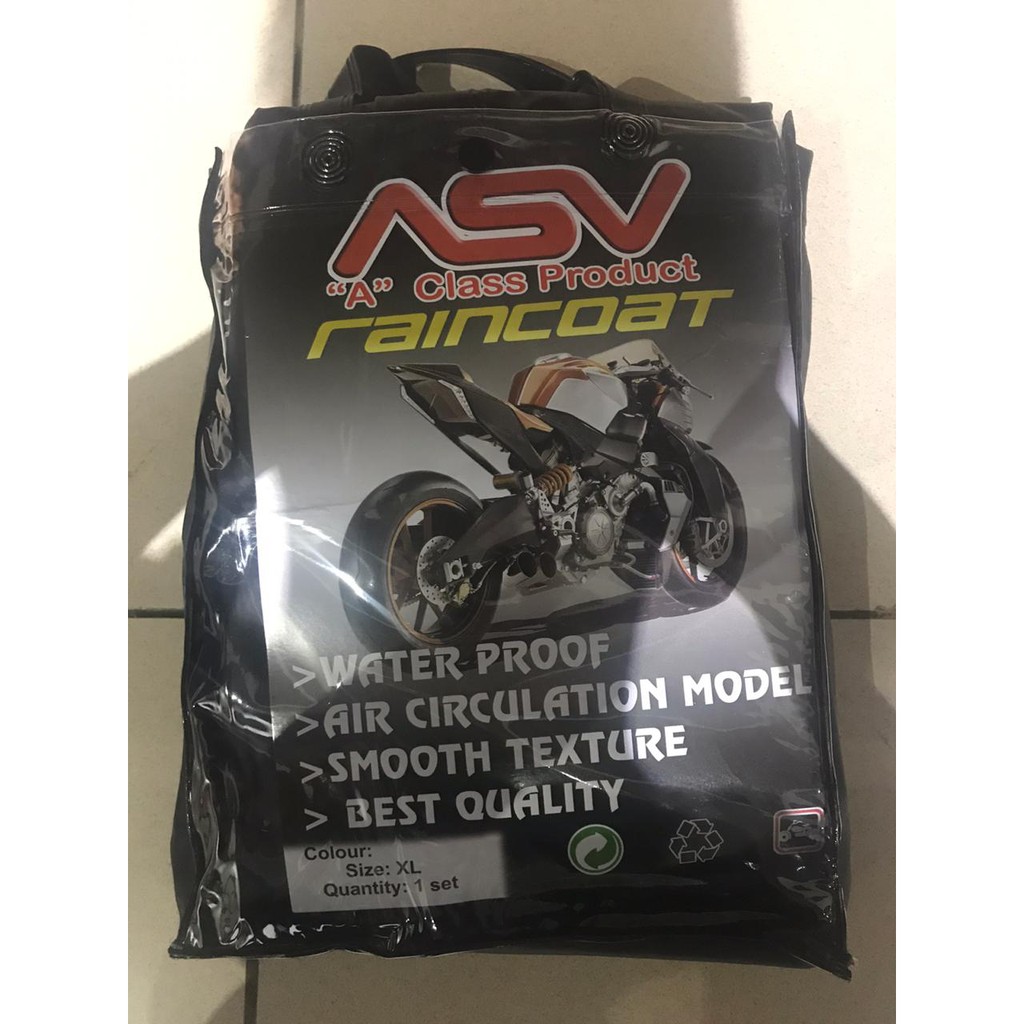 ASV
"A" Class Product
raincoat
>WATER PROOF
>AIR CIRCULATION MODEL
>SMOOTH TEXTURE
> BEST QUALITY
Colour:
Size: XL
Quantity: 1 set